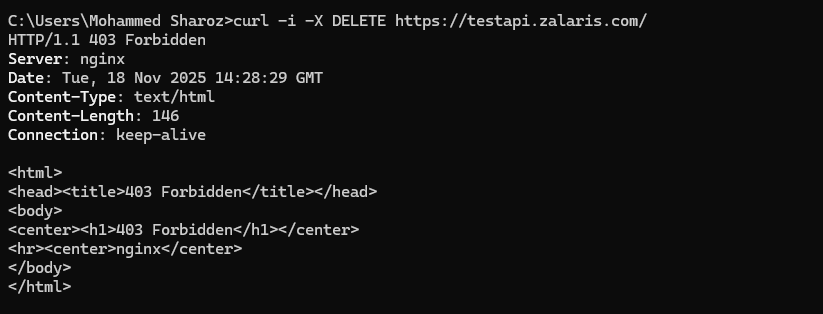 C:\Users\Mohammed Sharoz>curl -i -X DELETE https://testapi.zalaris.com/
HTTP/1.1 403 Forbidden
Server: nginx
Date: Tue, 18 Nov 2025 14:28:29 GMT
Content-Type: text/html
Content-Length: 146
Connection: keep-alive

<html>
<head><title>403 Forbidden</title></head>
<body>
<center><h1>403 Forbidden</h1></center>
<hr><center>nginx</center>
</body>
</html>